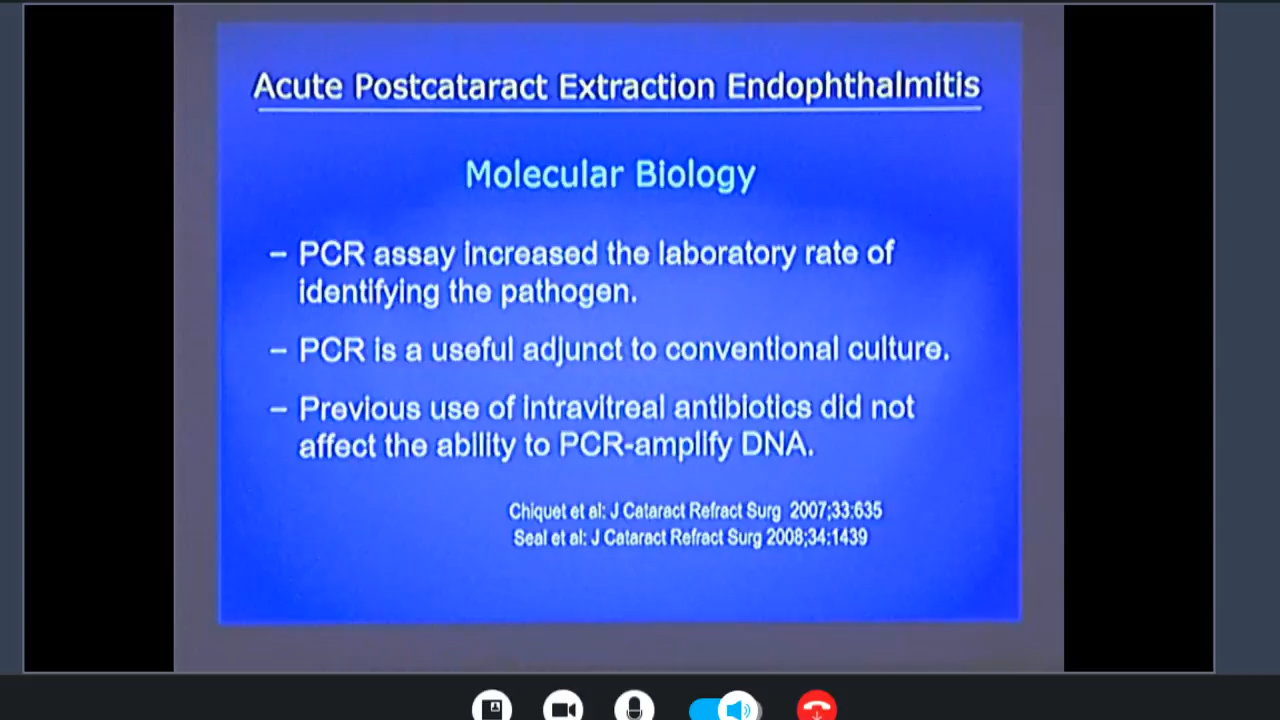 Acute Postcataract Extraction Endophthalmitis
Molecular Biology
– PCR assay increased the laboratory rate of
identifying the pathogen.
– PCR is a useful adjunct to conventional culture.
– Previous use of intravitreal antibiotics did not
affect the ability to PCR-amplify DNA.
Chiquet et al: J Cataract Refract Surg 2007;33:635
Seal et al: J Cataract Refract Surg 2008;34:1439